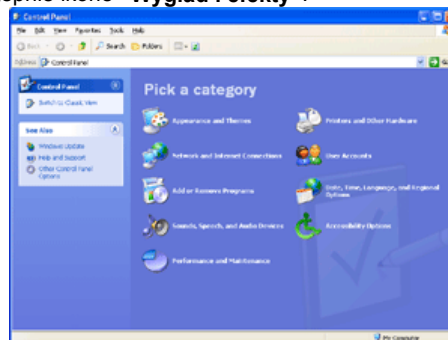 Control Panel
File Edit View Favorites Tools Help
Back Search Folders
Address Control Panel Go
Control Panel
Switch to Classic View
See Also
Windows Update
Help and Support
Other Control Panel
Options
Pick a category
Appearance and Themes
Printers and Other Hardware
Network and Internet Connections
User Accounts
Add or Remove Programs
Date, Time, Language, and Regional
Options
Sounds, Speech, and Audio Devices
Accessibility Options
Performance and Maintenance
My Computer